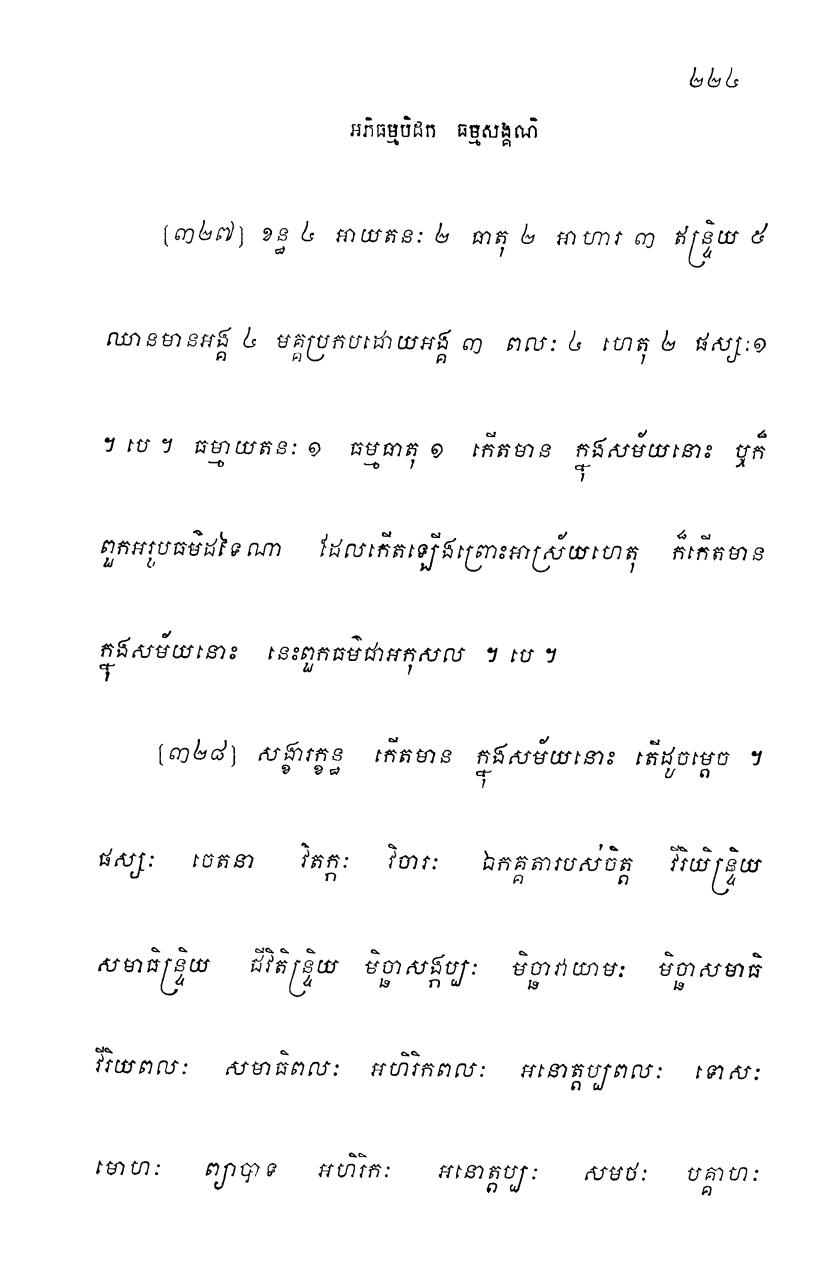 ២២៤
អភិធម្មបិដក ធម្មសង្គណិ
[៣២៧] ខន្ធ ៤ អាយតនៈ ២ ធាតុ ២ អាហារ ៣ ឥន្ទ្រិយ ៥
ឈានមានអង្គ ៤ មគ្គប្រកបដោយអង្គ ៣ ពលៈ ៤ ហេតុ ២ ផស្សៈ១
។ បេ ។ ធម្មាយតនៈ ១ ធម្មធាតុ ១ កើតមាន ក្នុងសម័យនោះ ឬក៏
ពួកអរូបធម៌ដទៃណា ដែលកើតឡើងព្រោះអាស្រ័យហេតុ ក៏កើតមាន
ក្នុងសម័យនោះ នេះពួកធម៌ជាអកុសល ។ បេ ។
[៣២៨] សង្ខារក្ខន្ធ កើតមាន ក្នុងសម័យនោះ តើដូចម្តេច ។
ផស្សៈ ចេតនា វិតក្កៈ វិចារៈ ឯកគ្គតារបស់ចិត្ត វីរិយិន្ទ្រិយ
សមាធិន្ទ្រិយ ជីវិតិន្ទ្រិយ មិច្ឆាសង្កប្បៈ មិច្ឆាវាយាមៈ មិច្ឆាសមាធិ
វីរិយពលៈ សមាធិពលៈ អហិរិកពលៈ អនោត្តប្បពលៈ ទោសៈ
មោហៈ ព្យាបាទ អហិរិកៈ អនោត្តប្បៈ សមថៈ បគ្គាហៈ